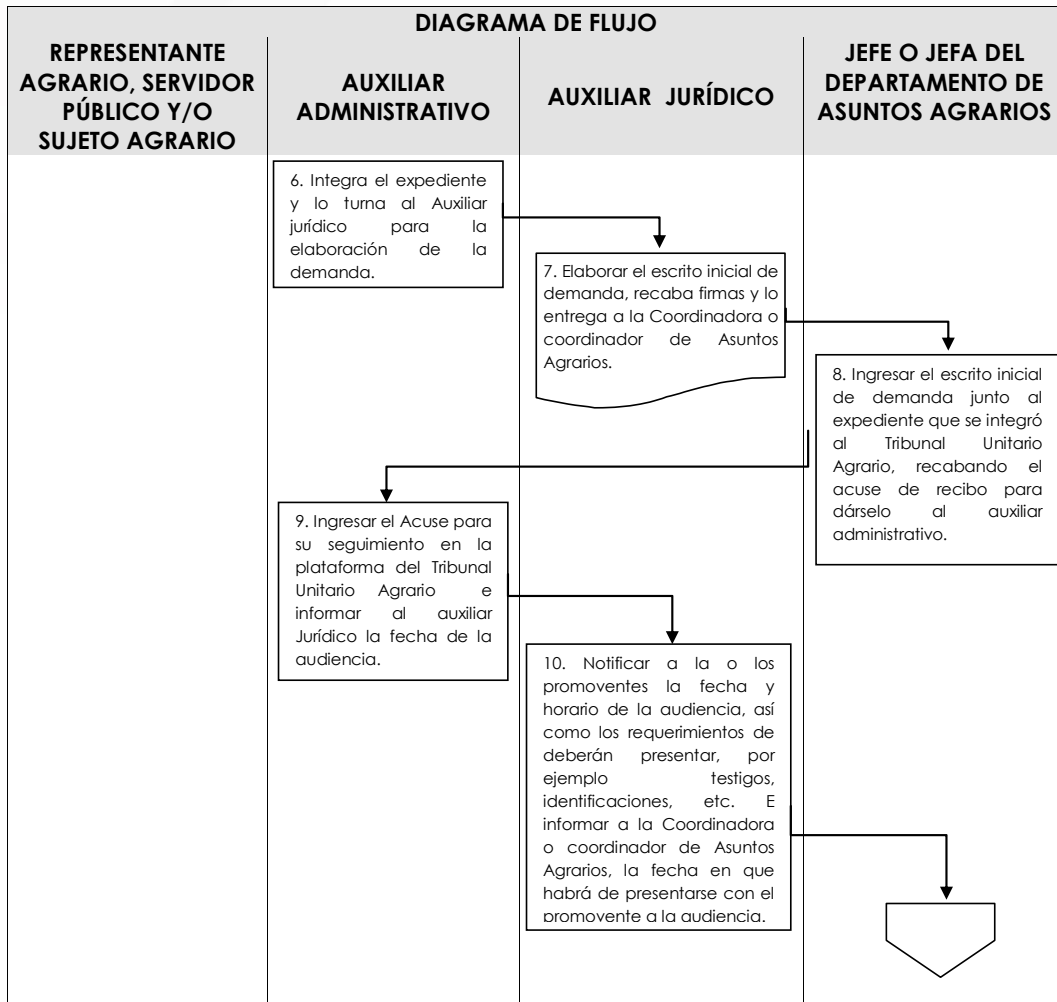 DIAGRAMA DE FLUJO
REPRESENTANTE
AGRARIO, SERVIDOR
PÚBLICO Y/O
SUJETO AGRARIO
AUXILIAR
ADMINISTRATIVO
AUXILIAR JURÍDICO
JEFE O JEFA DEL
DEPARTAMENTO DE
ASUNTOS AGRARIOS
6. Integra el expediente
y lo turna al Auxiliar
jurídico para la
elaboración de la
demanda.
7. Elaborar el escrito inicial de
demanda, recaba firmas y lo
entrega a la Coordinadora o
coordinador de Asuntos
Agrarios.
8. Ingresar el escrito inicial
de demanda junto al
expediente que se integró
al Tribunal Unitario
Agrario, recabando el
acuse de recibo para
dárselo al auxiliar
administrativo.
9. Ingresar el Acuse para
su seguimiento en la
plataforma del Tribunal
Unitario Agrario e
informar al auxiliar
Jurídico la fecha de la
audiencia.
10. Notificar a la o los
promoventes la fecha y
horario de la audiencia, así
como los requerimientos de
deberán presentar, por
ejemplo testigos,
identificaciones, etc. E
informar a la Coordinadora
o coordinador de Asuntos
Agrarios, la fecha en que
habrá de presentarse con el
promovente a la audiencia.